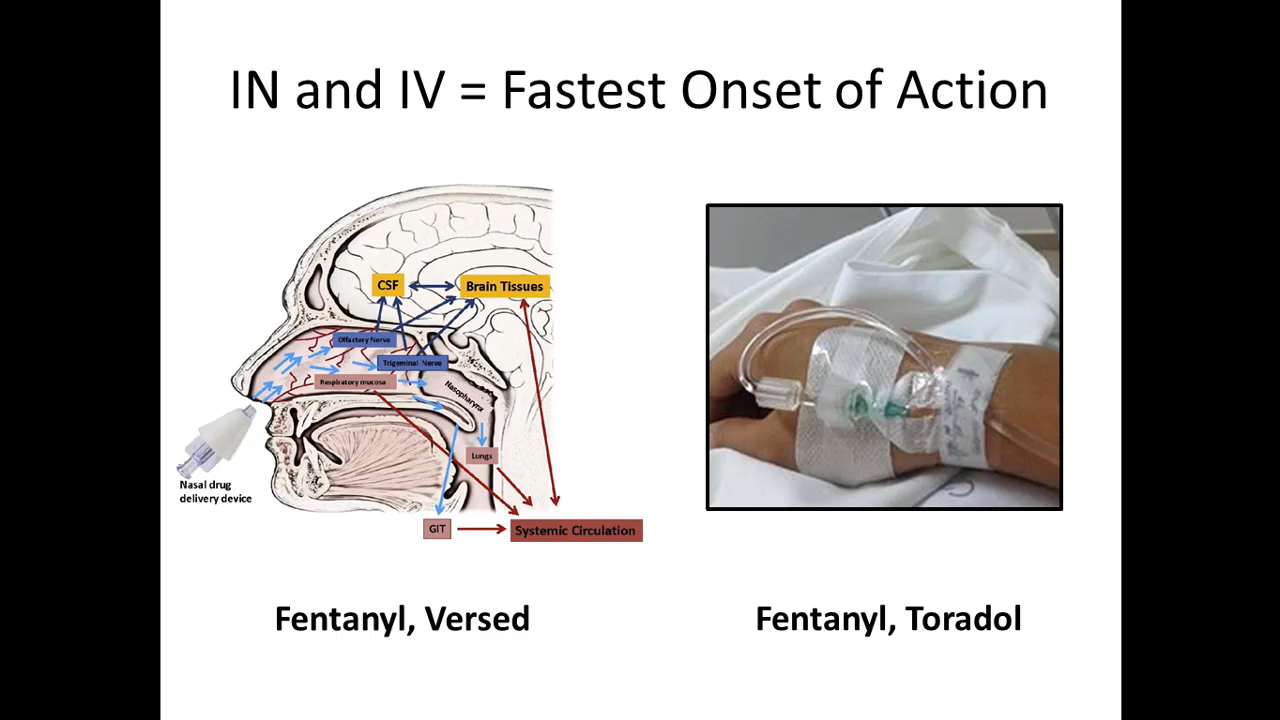 IN and IV = Fastest Onset of Action
CSF
Brain Tissues
Olfactory Nerve
Trigeminal Nerve
Respiratory mucosa
Nasopharynx
Lungs
Nasal drug
delivery device
GIT
Systemic Circulation
Fentanyl, Versed
Fentanyl, Toradol